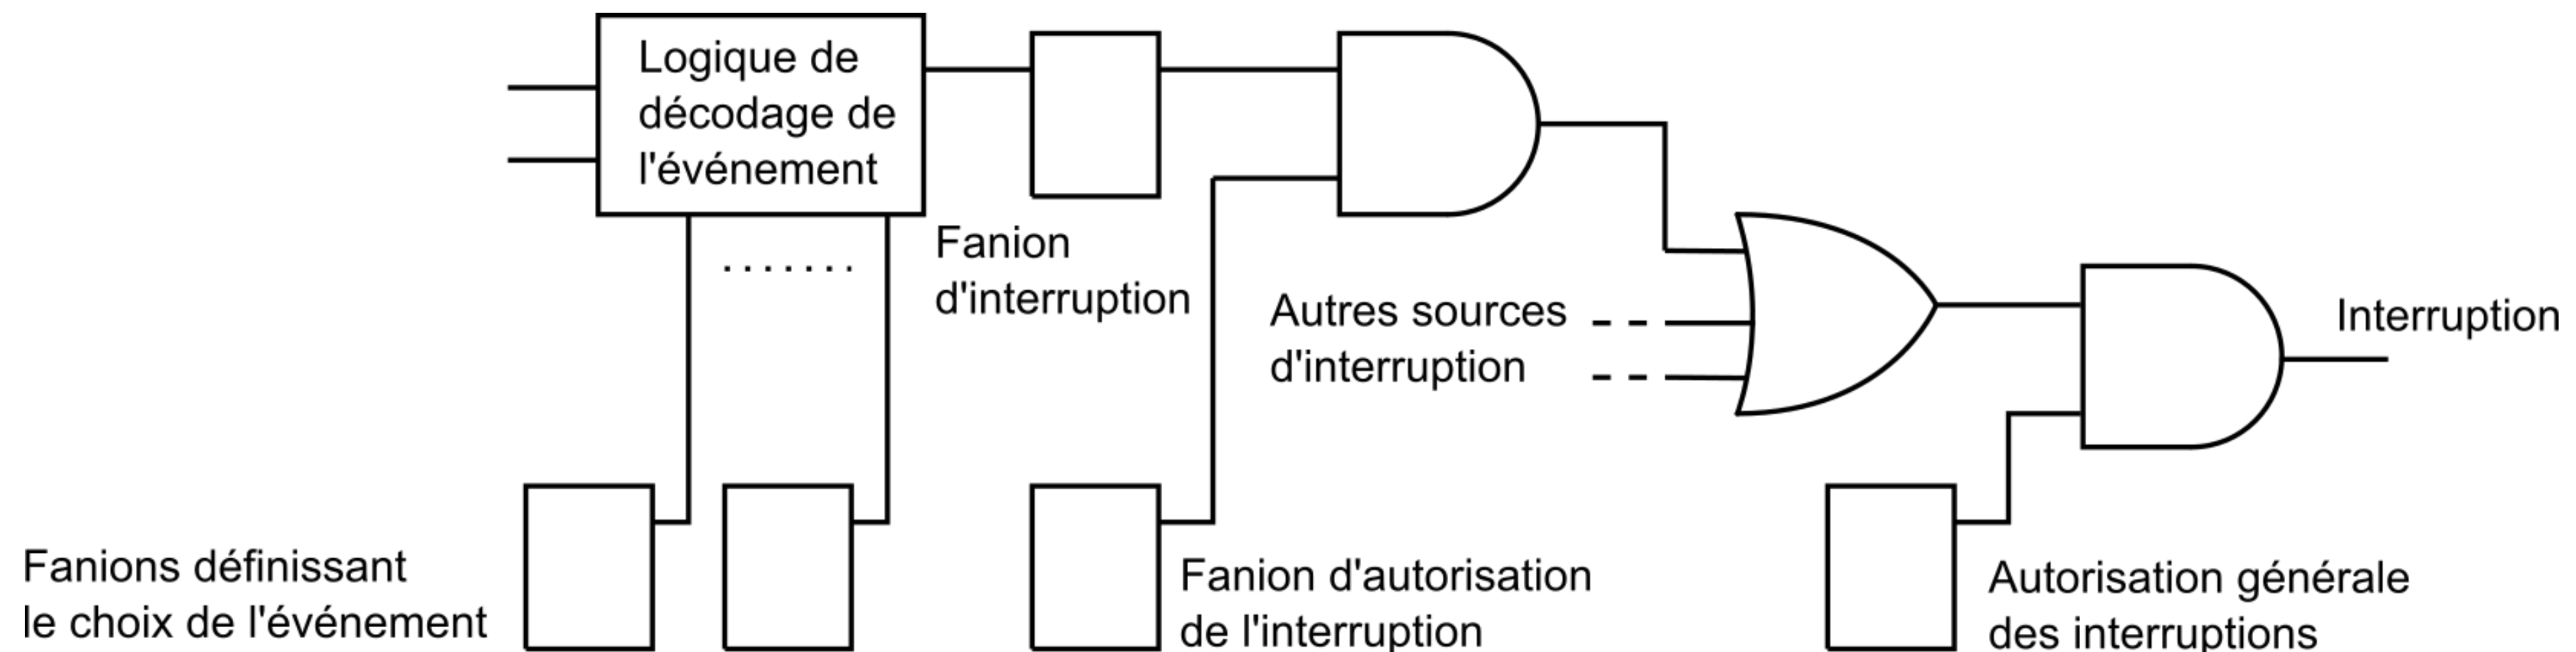 Logique de
décodage de
l'événement
Fanion
d'interruption
Autres sources
d'interruption
Interruption
Fanions définissant
le choix de l'événement
Fanion d'autorisation
de l'interruption
Autorisation générale
des interruptions